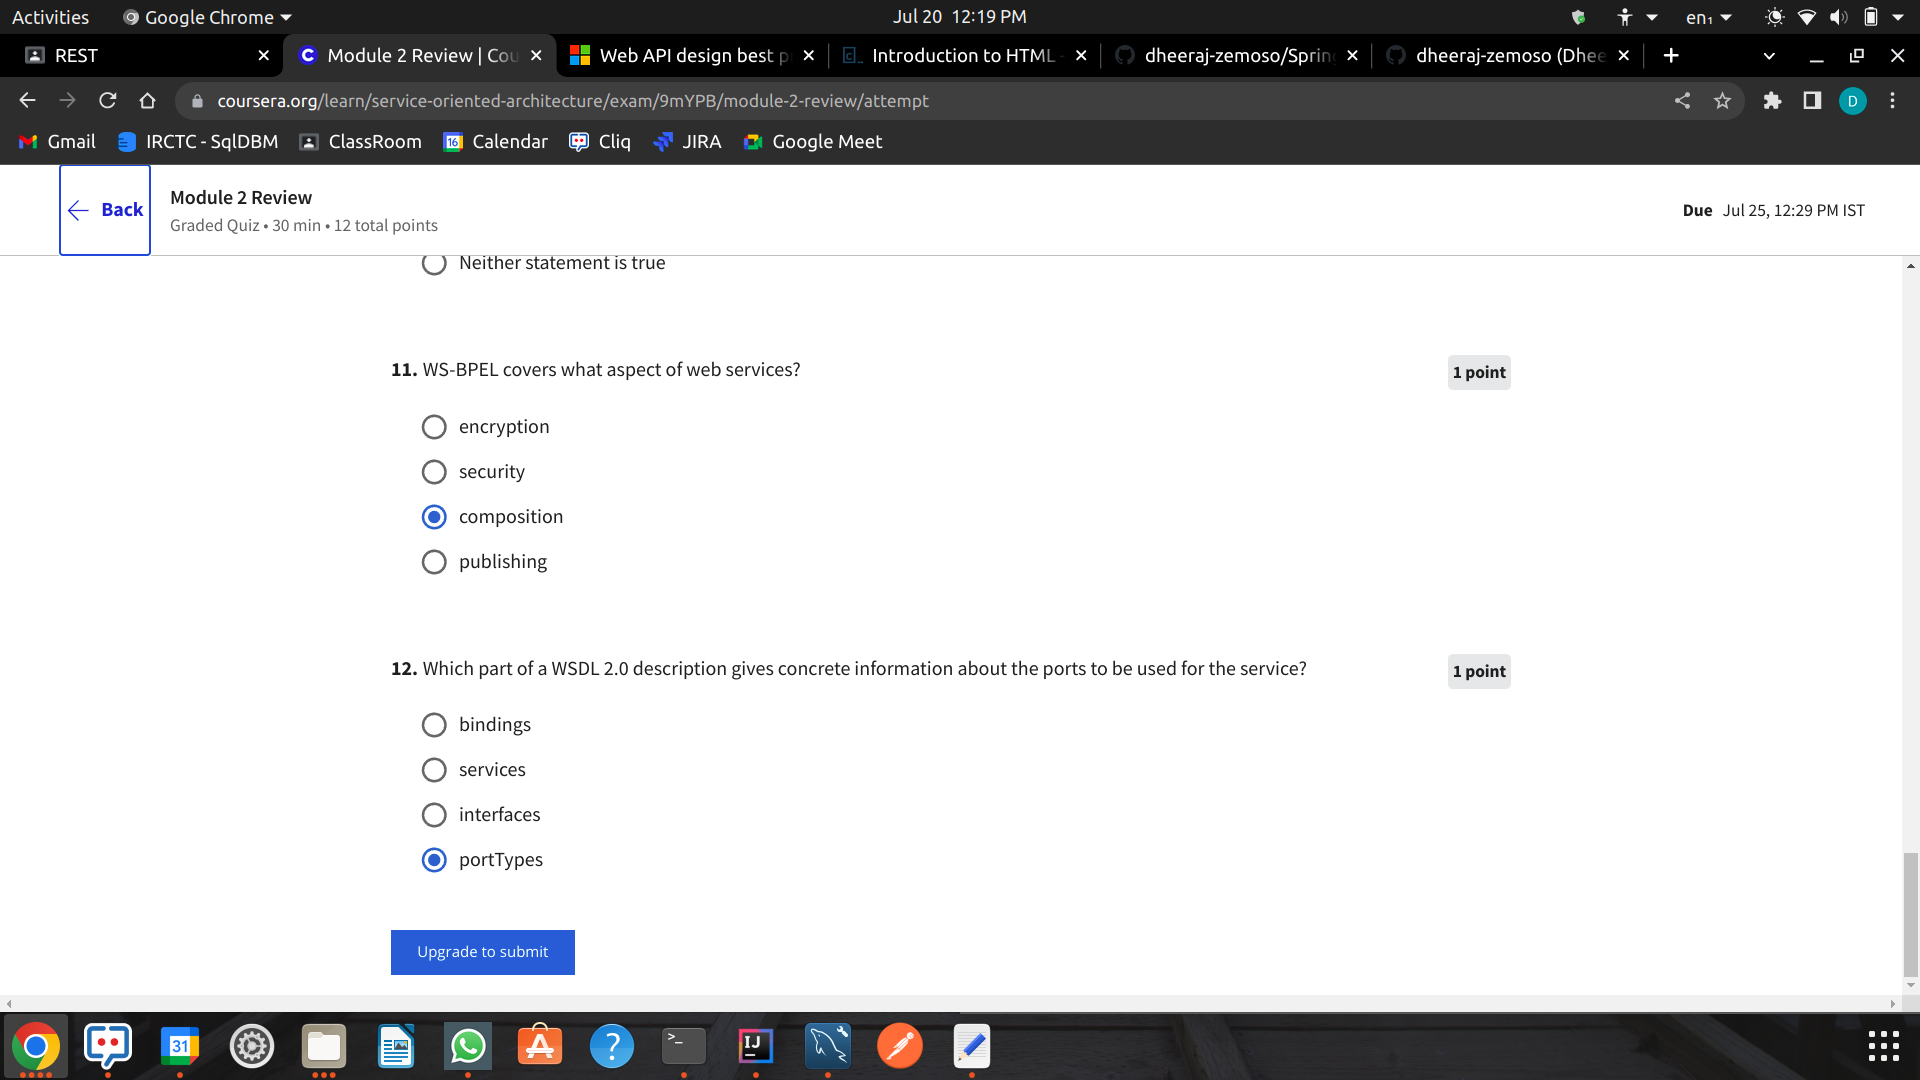 Activities Google Chrome Jul 20 12:19 PM en₁
REST Module 2 Review | Cou Web API design best p Introduction to HTML dheeraj-zemoso/Spring dheeraj-zemoso (Dhee
coursera.org/learn/service-oriented-architecture/exam/9mYPB/module-2-review/attempt D
Gmail IRCTC - SqlDBM ClassRoom 16 Calendar Cliq JIRA Google Meet
Back
Module 2 Review
Graded Quiz • 30 min • 12 total points
Due Jul 25, 12:29 PM IST
Neither statement is true
11. WS-BPEL covers what aspect of web services?
1 point
encryption
security
composition
publishing
12. Which part of a WSDL 2.0 description gives concrete information about the ports to be used for the service?
1 point
bindings
services
interfaces
portTypes
Upgrade to submit
31 A ? >_ IJ